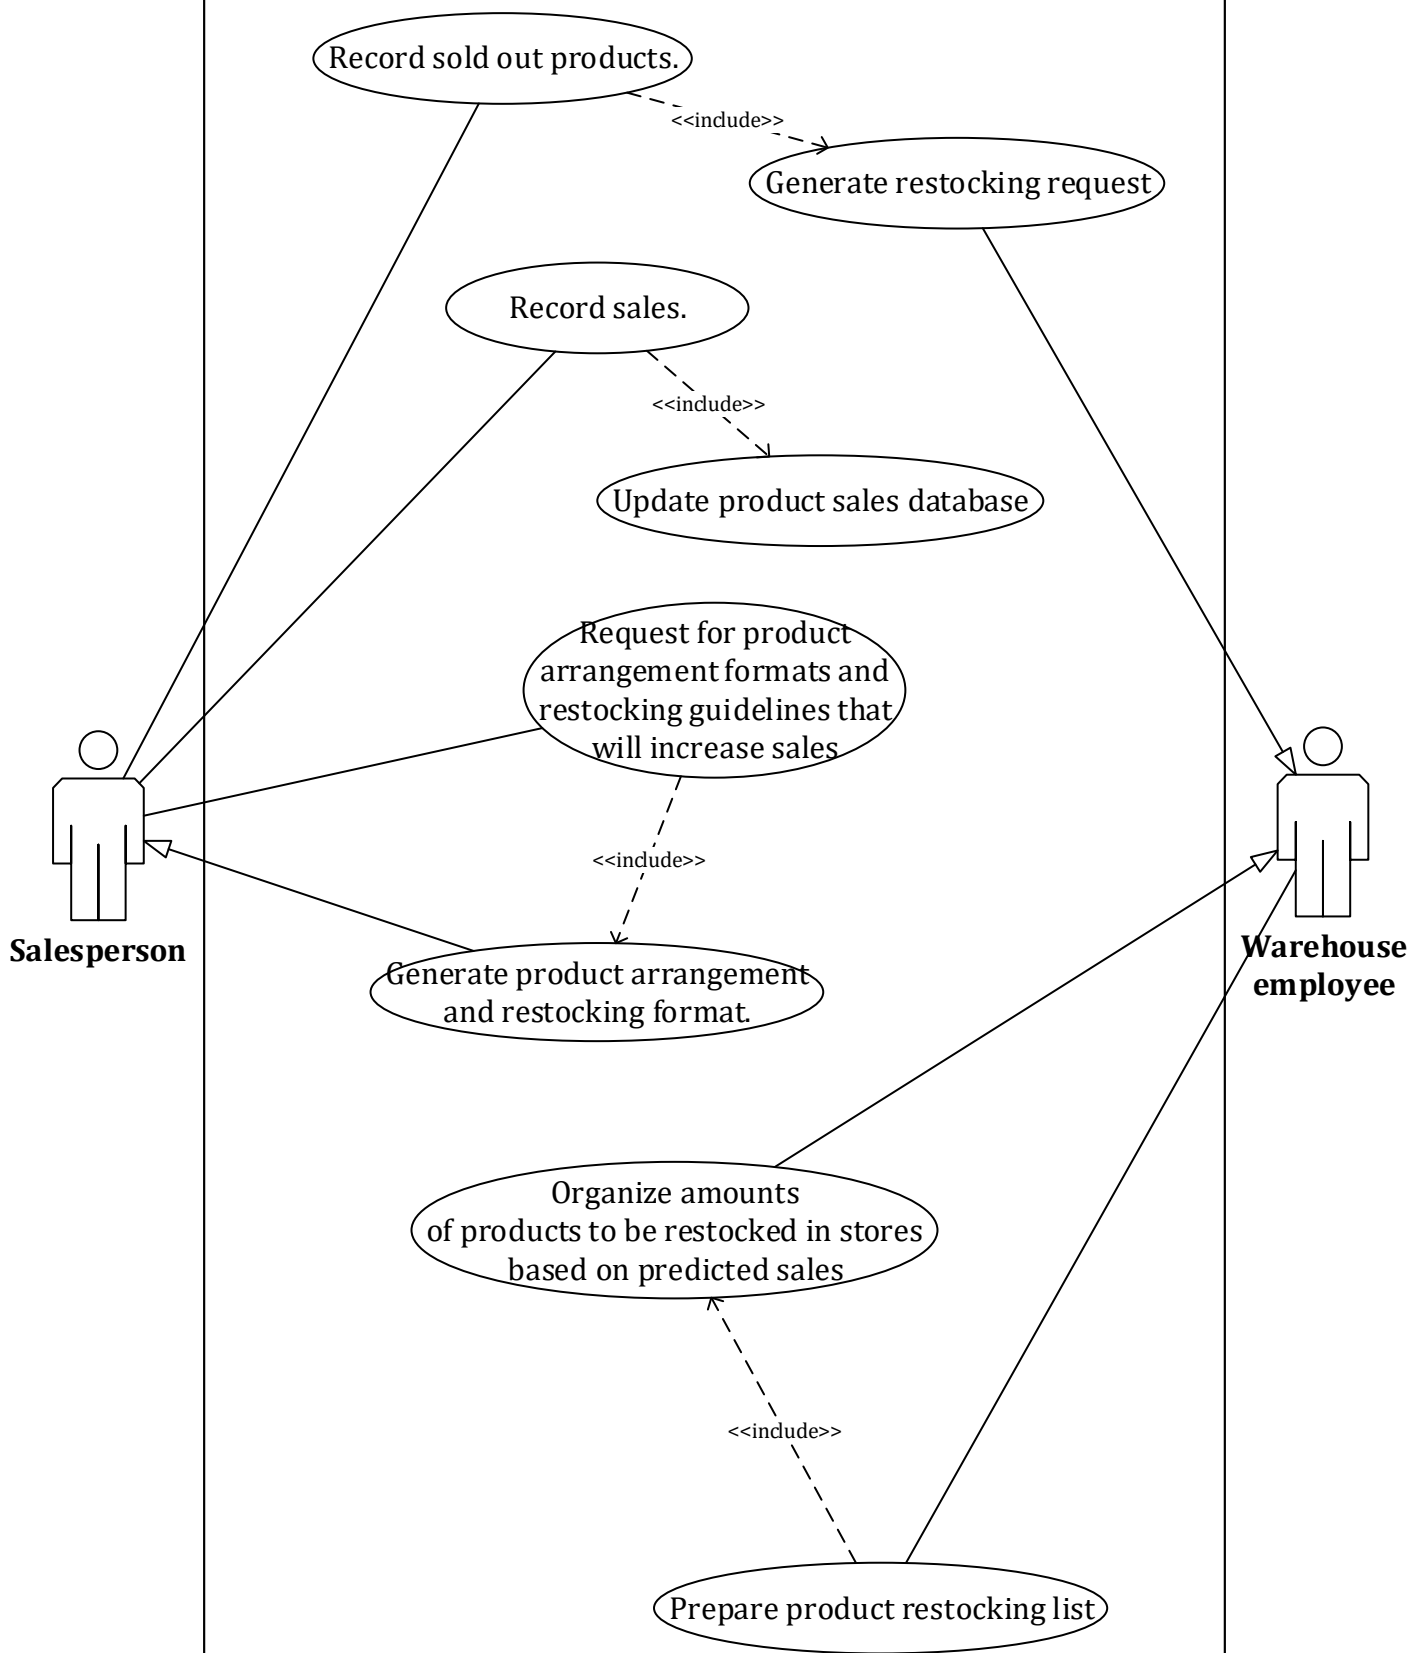 Record sold out products.
<<include>>
Generate restocking request
Record sales.
<<include>>
Update product sales database
Request for product
arrangement formats and
restocking guidelines that
will increase sales
<<include>>
Salesperson
Warehouse
employee
Generate product arrangement
and restocking format.
Organize amounts
of products to be restocked in stores
based on predicted sales
<<include>>
Prepare product restocking list